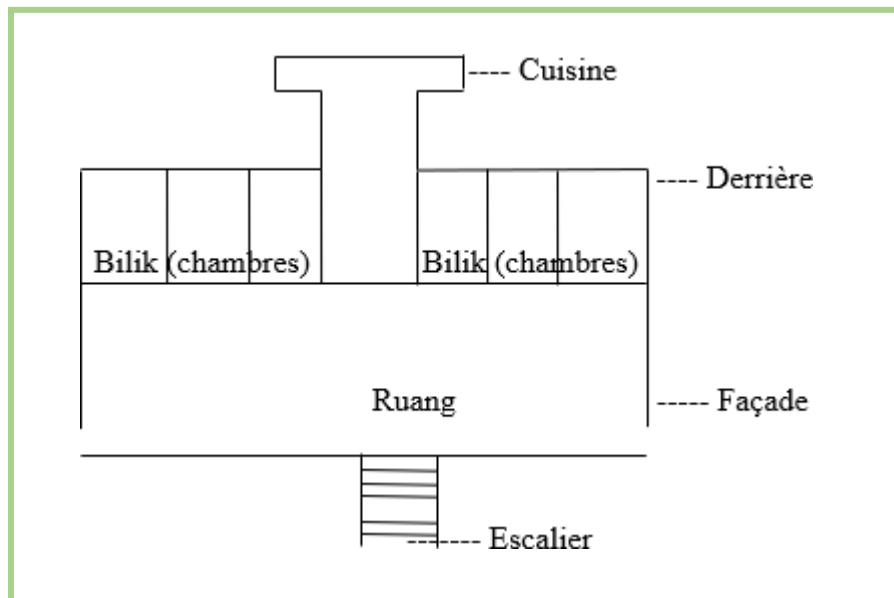 ---- Cuisine
---- Derrière
Bilik (chambres) Bilik (chambres)
Ruang ----- Façade
------- Escalier